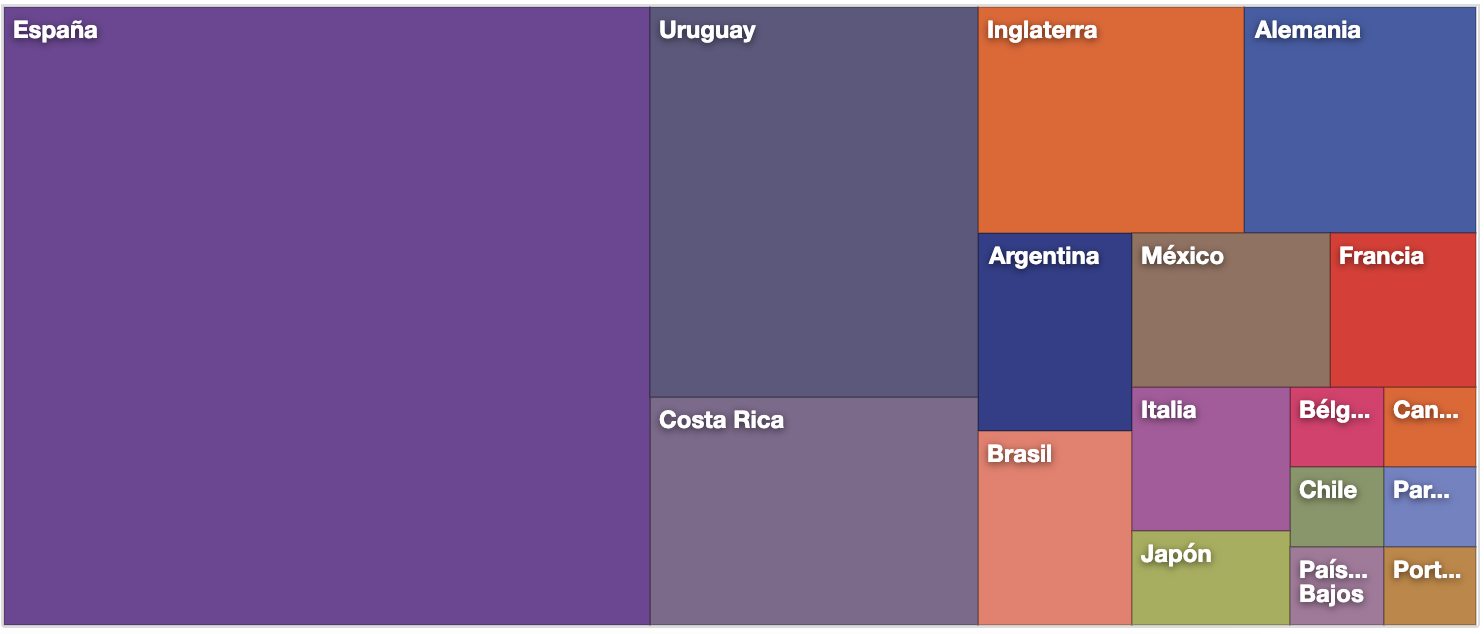 España
Uruguay
Inglaterra
Alemania
Argentina
México
Francia
Costa Rica
Italia
Bélg...
Can...
Brasil
Chile
Par...
Japón
País...
Bajos
Port...